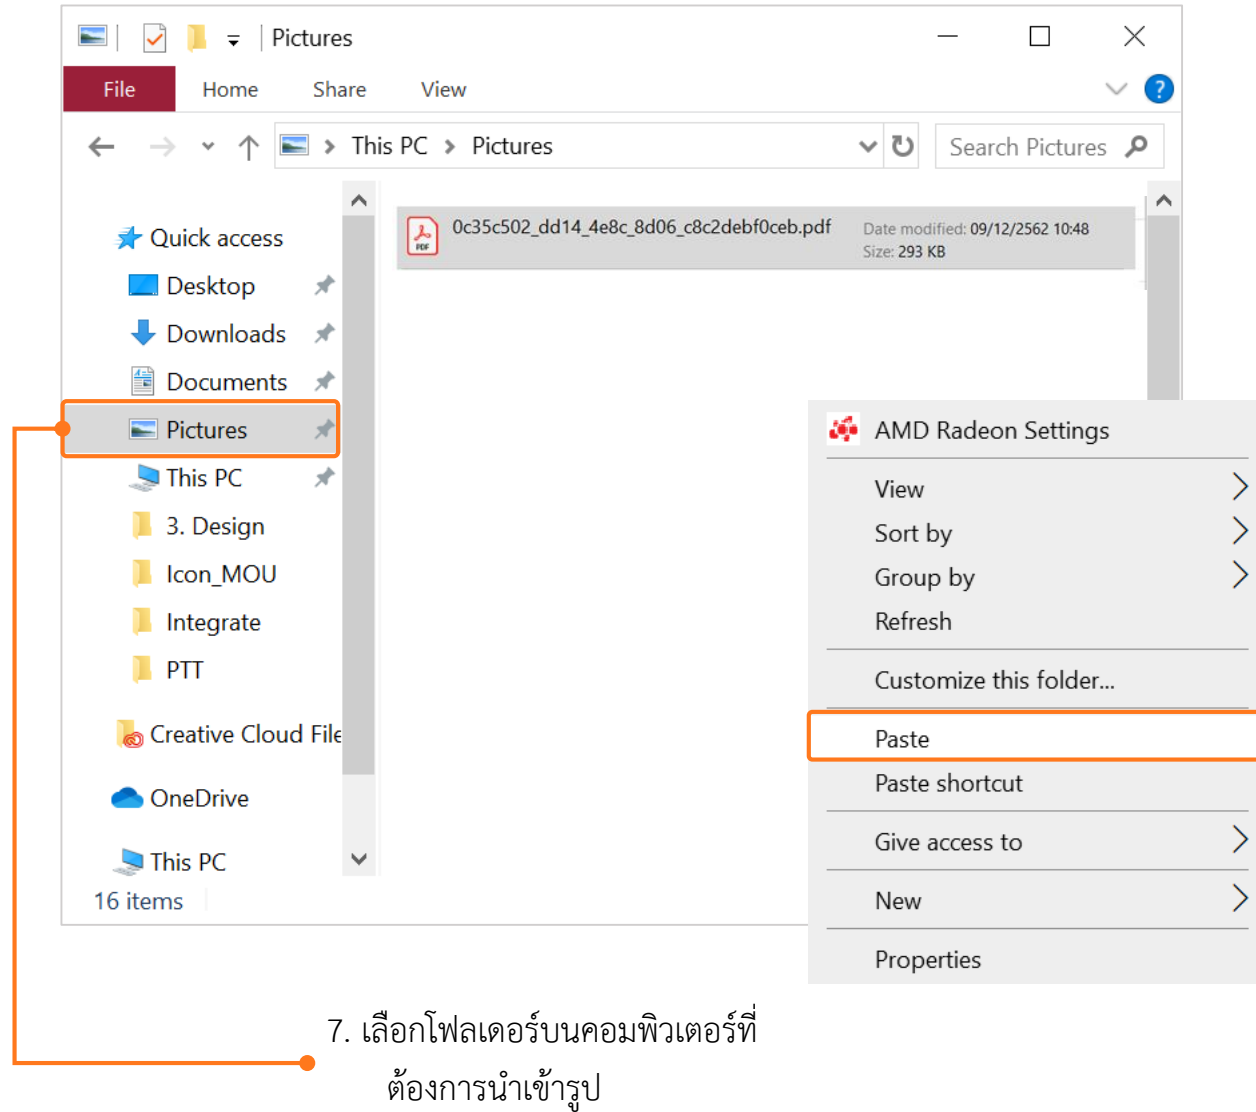 Pictures
File Home Share View
This PC Pictures Search Pictures
Quick access
Desktop
Downloads
Documents
Pictures
This PC
3. Design
Icon_MOU
Integrate
PTT
Creative Cloud File
OneDrive
This PC
16 items
0c35c502_dd14_4e8c_8d06_c8c2debf0ceb.pdf
PDF
Date modified: 09/12/2562 10:48
Size: 293 KB
AMD Radeon Settings
View
Sort by
Group by
Refresh
Customize this folder...
Paste
Paste shortcut
Give access to
New
Properties
7. เลือกโฟลเดอร์บนคอมพิวเตอร์ที่
ต้องการนำเข้ารูป